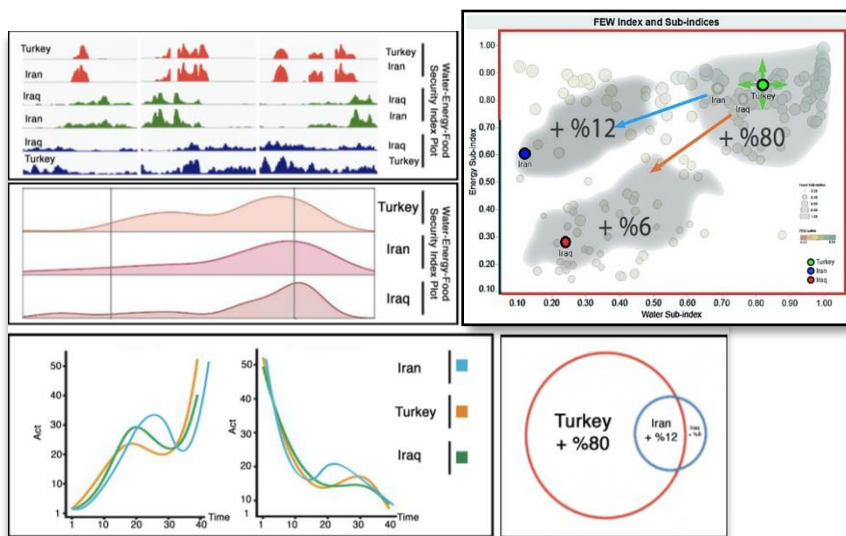 Turkey
Iran
Iraq
Iran
Iraq
Turkey
Turkey
Iran
Iraq
Iran
Iraq
Turkey
Water-Energy-Food
Security Index Plot
Turkey
Iran
Iraq
Water-Energy-Food
Security Index Plot
FEW Index and Sub-indices
Energy Sub-index
1.00
0.90
0.80
0.70
0.60
0.50
0.40
0.30
0.20
0.10
0.10 0.20 0.30 0.40 0.50 0.60 0.70 0.80 0.90 1.00
Water Sub-index
+ %12
+ %80
+ %6
Iran
Iraq
Turkey
Iran
Iraq
Food Sub-index
Turkey
Iran
Iraq
Act
50
40
30
20
10
1
1 10 20 30 40 Time
Act
50
40
30
20
10
1
1 10 20 30 40 Time
Iran
Turkey
Iraq
Turkey
+ %80
Iran
+ %12
Iraq